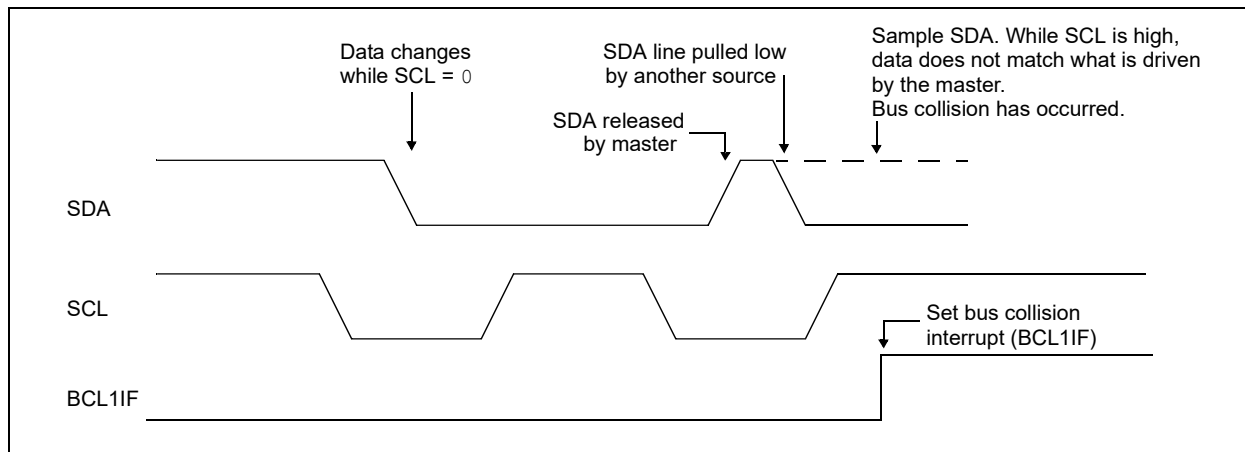 Data changes
while SCL = 0
SDA line pulled low
by another source
SDA released
by master
Sample SDA. While SCL is high,
data does not match what is driven
by the master.
Bus collision has occurred.
SDA
SCL
Set bus collision
interrupt (BCL1IF)
BCL1IF